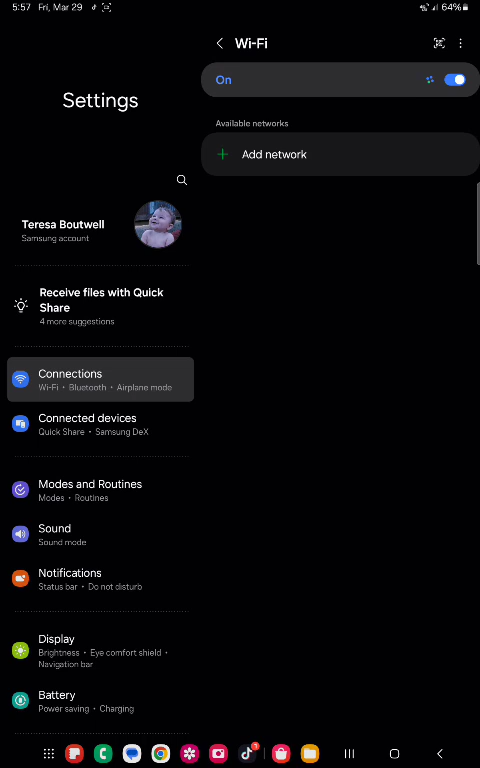 5:57 Fri, Mar 29
64%
Wi-Fi
On
Available networks
Add network
Settings
Teresa Boutwell
Samsung account
Receive files with Quick
Share
4 more suggestions
Connections
Wi-Fi • Bluetooth • Airplane mode
Connected devices
Quick Share • Samsung DeX
Modes and Routines
Modes • Routines
Sound
Sound mode
Notifications
Status bar • Do not disturb
Display
Brightness • Eye comfort shield •
Navigation bar
Battery
Power saving • Charging